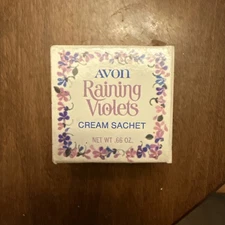 AVON
Raining
Violets
CREAM SACHET
NET WT .66 OZ.